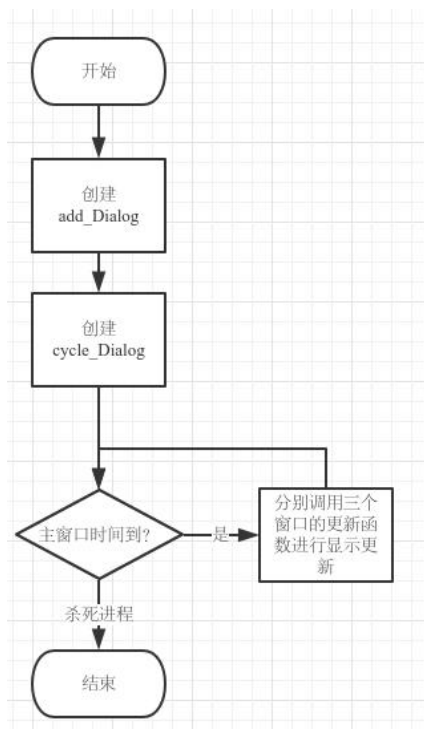 开始
创建
add_Dialog
创建
cycle_Dialog
主窗口时间到?
是
分别调用三个
窗口的更新函
数进行显示更
新
杀死进程
结束